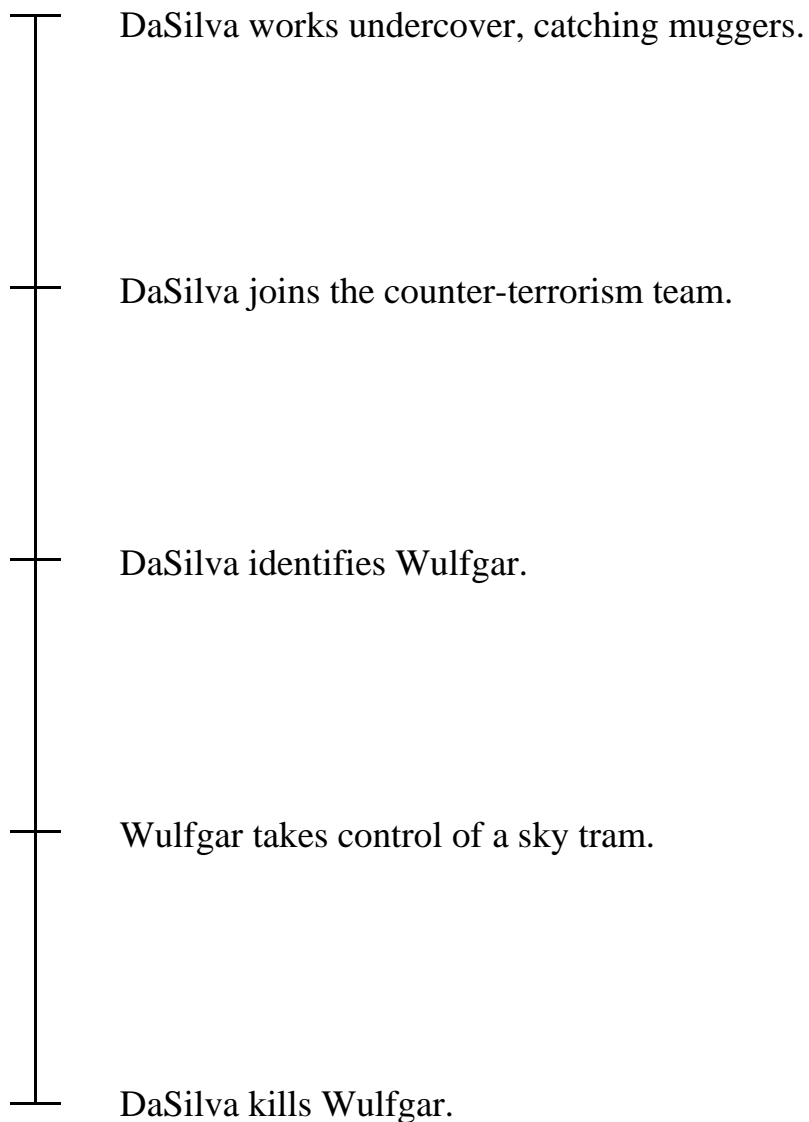 DaSilva works undercover, catching muggers.
DaSilva joins the counter-terrorism team.
DaSilva identifies Wulfgar.
Wulfgar takes control of a sky tram.
DaSilva kills Wulfgar.